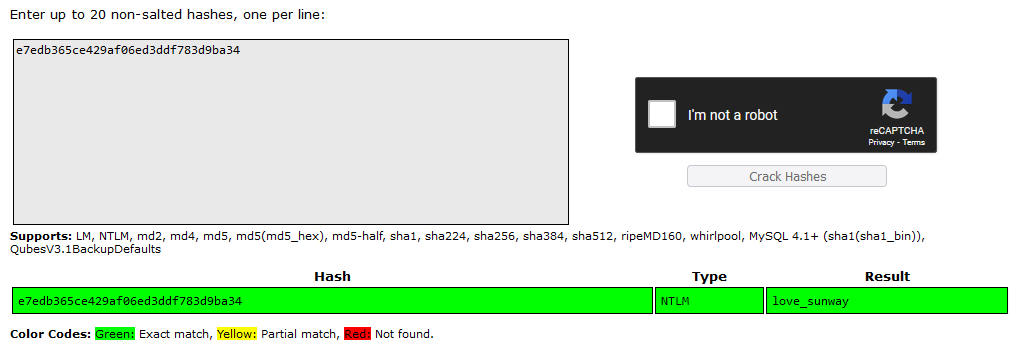 Enter up to 20 non-salted hashes, one per line:
e7edb365ce429af06ed3ddf783d9ba34
I'm not a robot
reCAPTCHA
Privacy - Terms
Crack Hashes
Supports: LM, NTLM, md2, md4, md5, md5(md5_hex), md5-half, sha1, sha224, sha256, sha384, sha512, ripeMD160, whirlpool, MySQL 4.1+ (sha1(sha1_bin)),
QubesV3.1BackupDefaults
Hash Type Result
e7edb365ce429af06ed3ddf783d9ba34 NTLM love_sunway
Color Codes: Green: Exact match, Yellow: Partial match, Red: Not found.